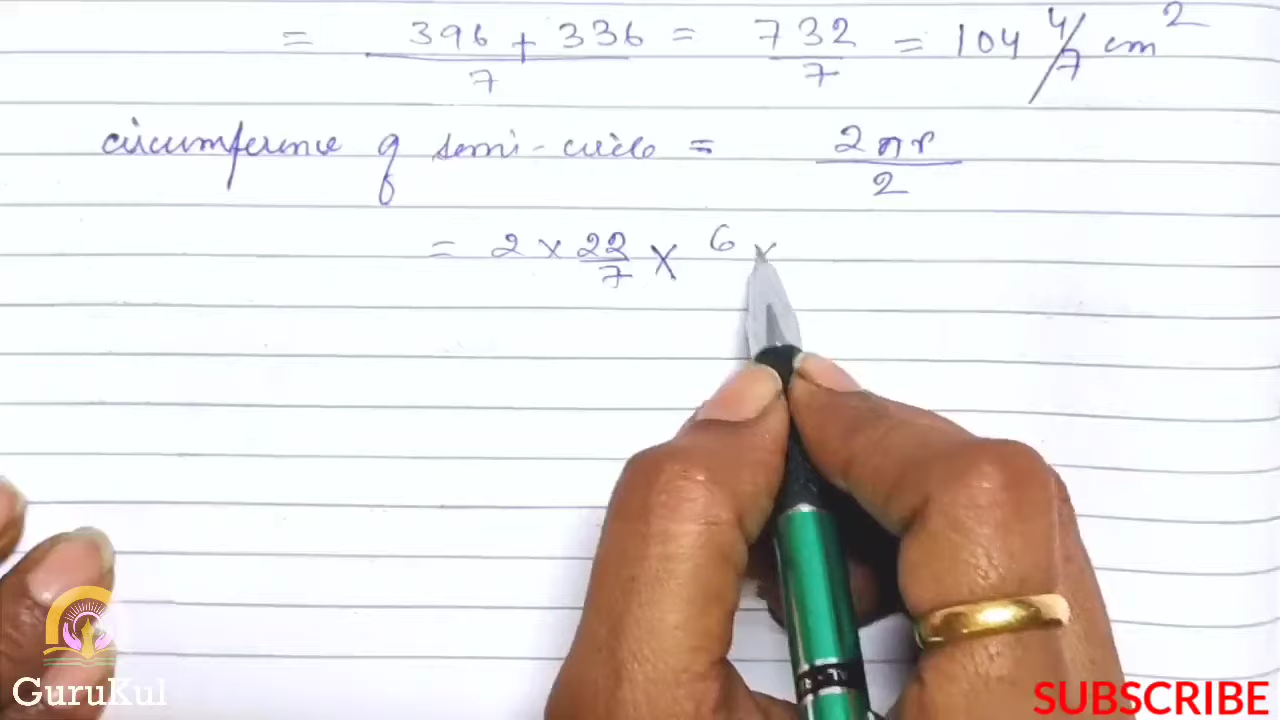 = 396 + 336 / 7 = 732 / 7 = 104 4/7 cm²
circumference of semi-circle = 2πr / 2
= 2 × 22/7 × 6 ×
GuruKul
SUBSCRIBE